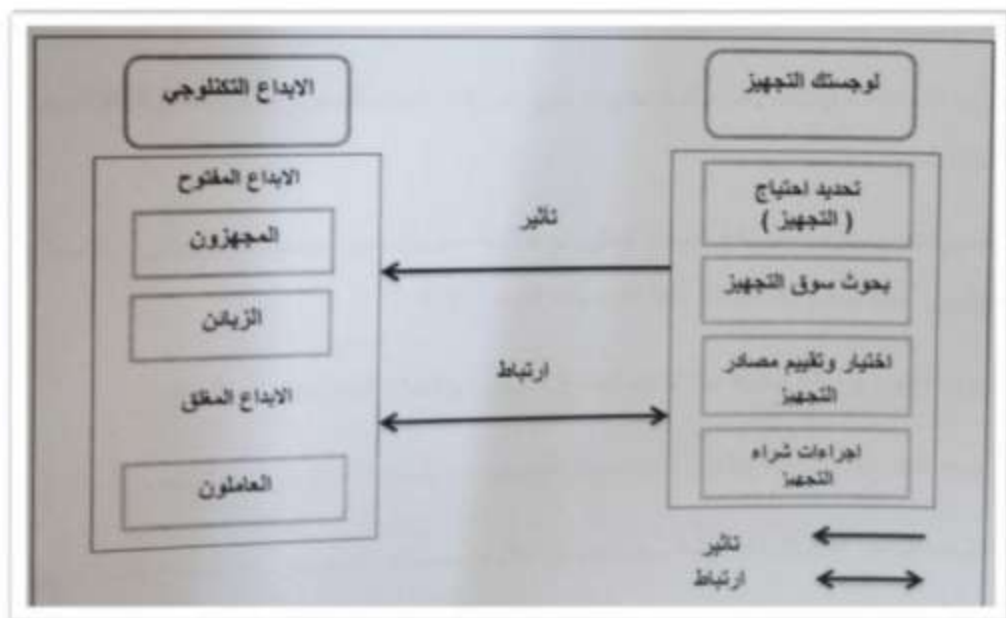 لوجستك التجهيز
تحديد احتياج
( التجهيز )
بحوث سوق التجهيز
اختيار وتقييم مصادر
التجهيز
اجراءات شراء
التجهيز
تأثير
ارتباط
الابداع التكنلوجي
الابداع المفتوح
المجهزون
الزبائن
الابداع المغلق
العاملون
تاثير
ارتباط